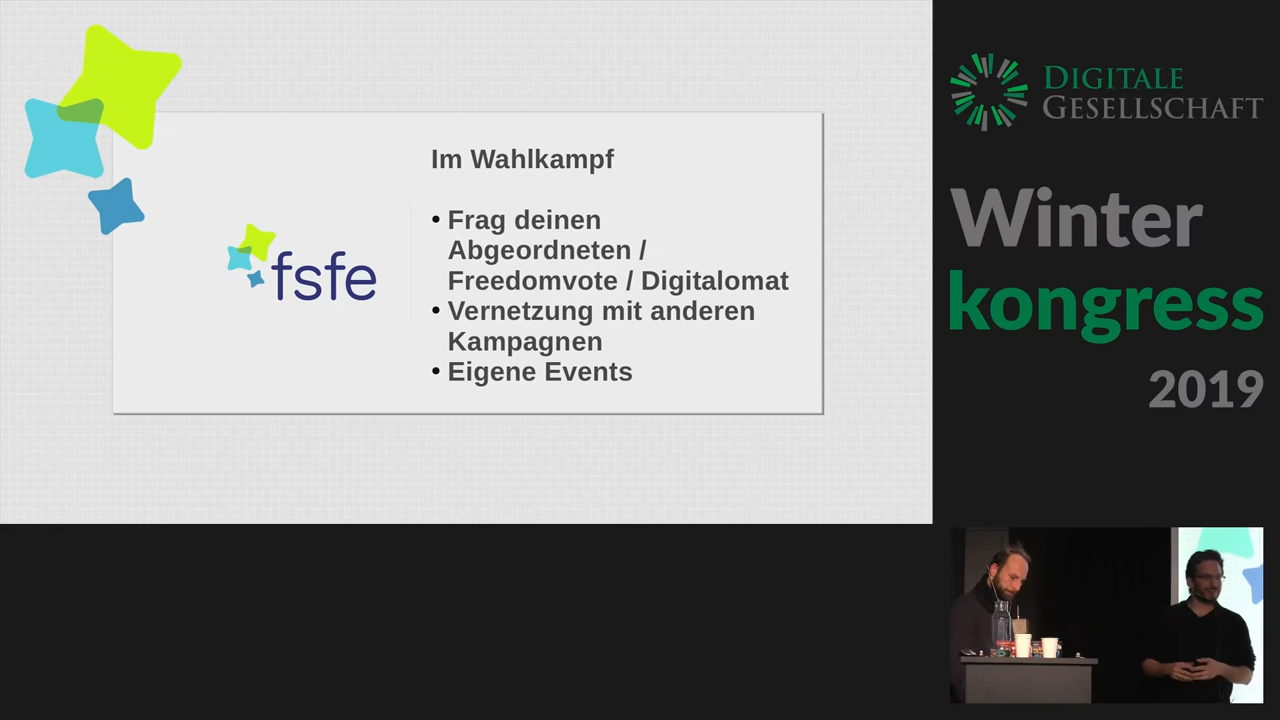 Im Wahlkampf
• Frag deinen
Abgeordneten /
Freedomvote / Digitalomat
• Vernetzung mit anderen
Kampagnen
• Eigene Events
fsfe
DIGITALE
GESELLSCHAFT
Winter
kongress
2019